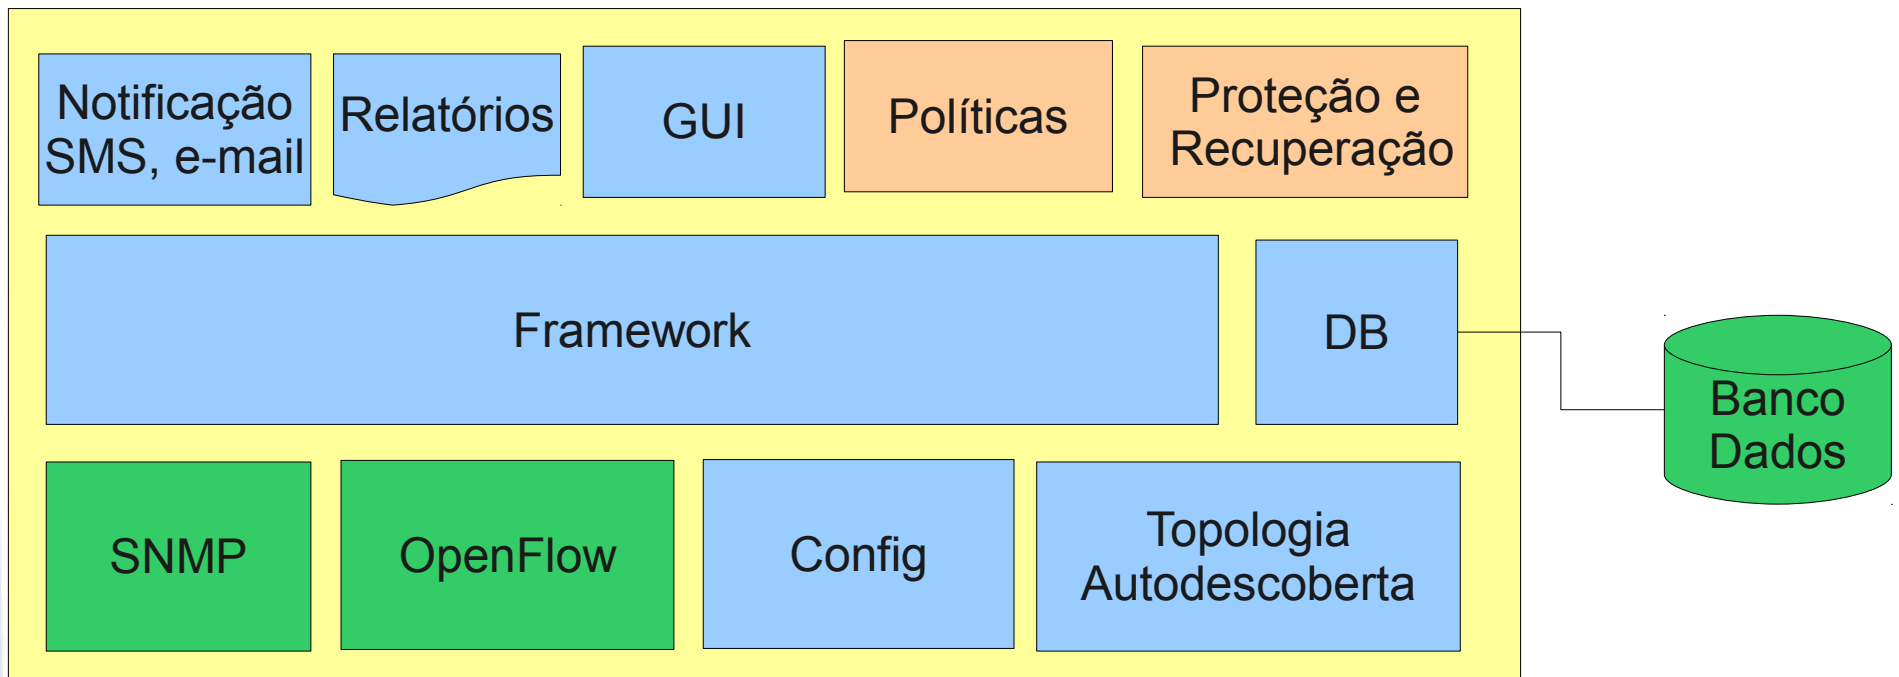 Notificação
SMS, e-mail
Relatórios
GUI
Políticas
Proteção e
Recuperação
Framework
DB
Banco
Dados
SNMP
OpenFlow
Config
Topologia
Autodescoberta